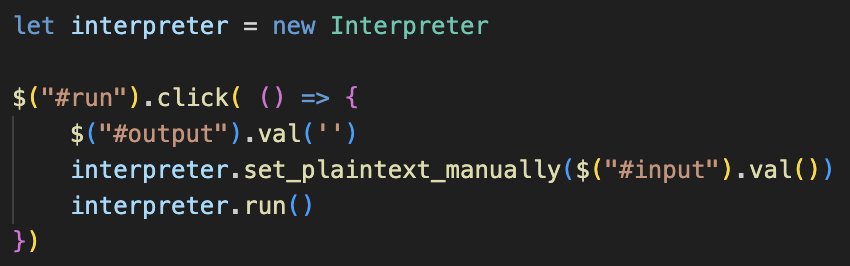 let interpreter = new Interpreter
$("#run").click( () => {
    $("#output").val('')
    interpreter.set_plaintext_manually($("#input").val())
    interpreter.run()
})